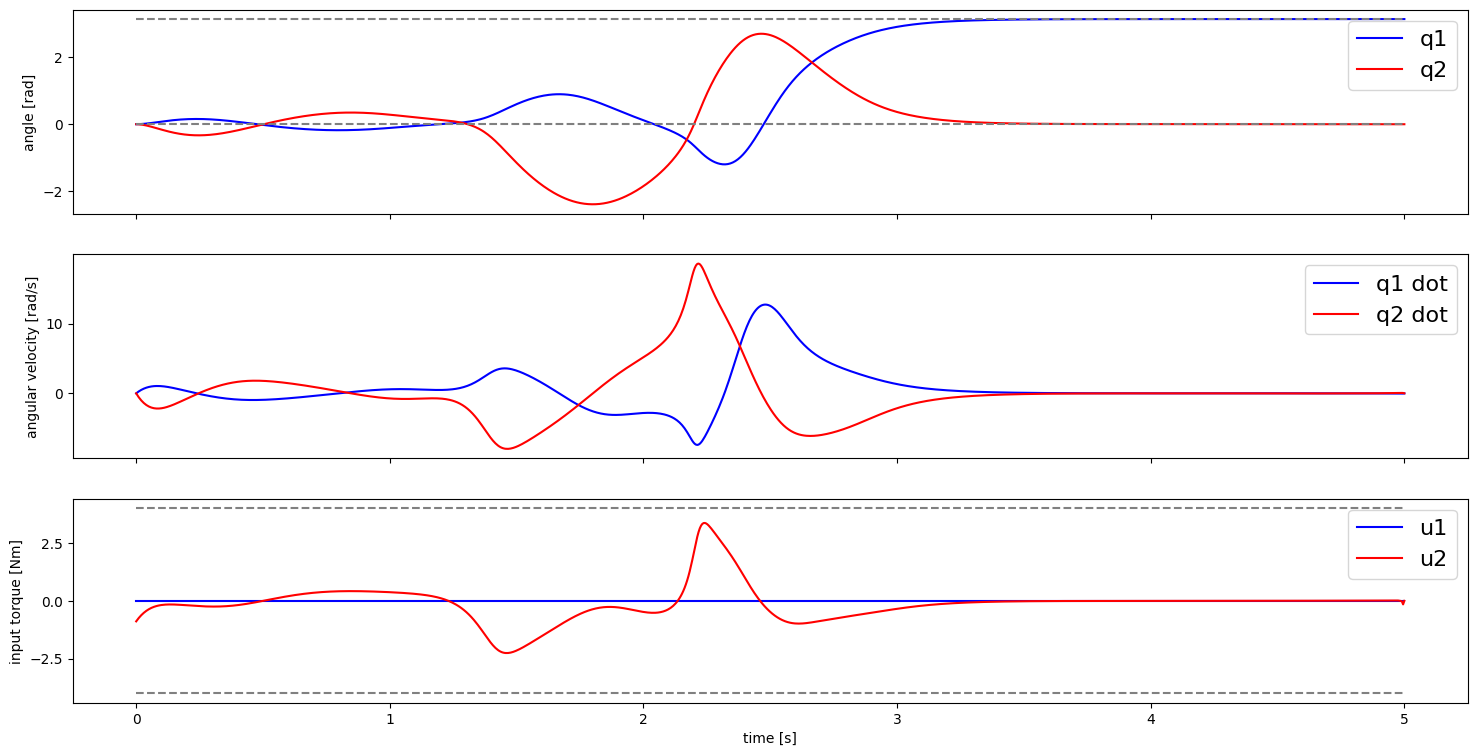 angle [rad]
2
0
−2
q1
q2
angular velocity [rad/s]
10
0
q1 dot
q2 dot
input torque [Nm]
2.5
0.0
−2.5
u1
u2
0 1 2 3 4 5
time [s]